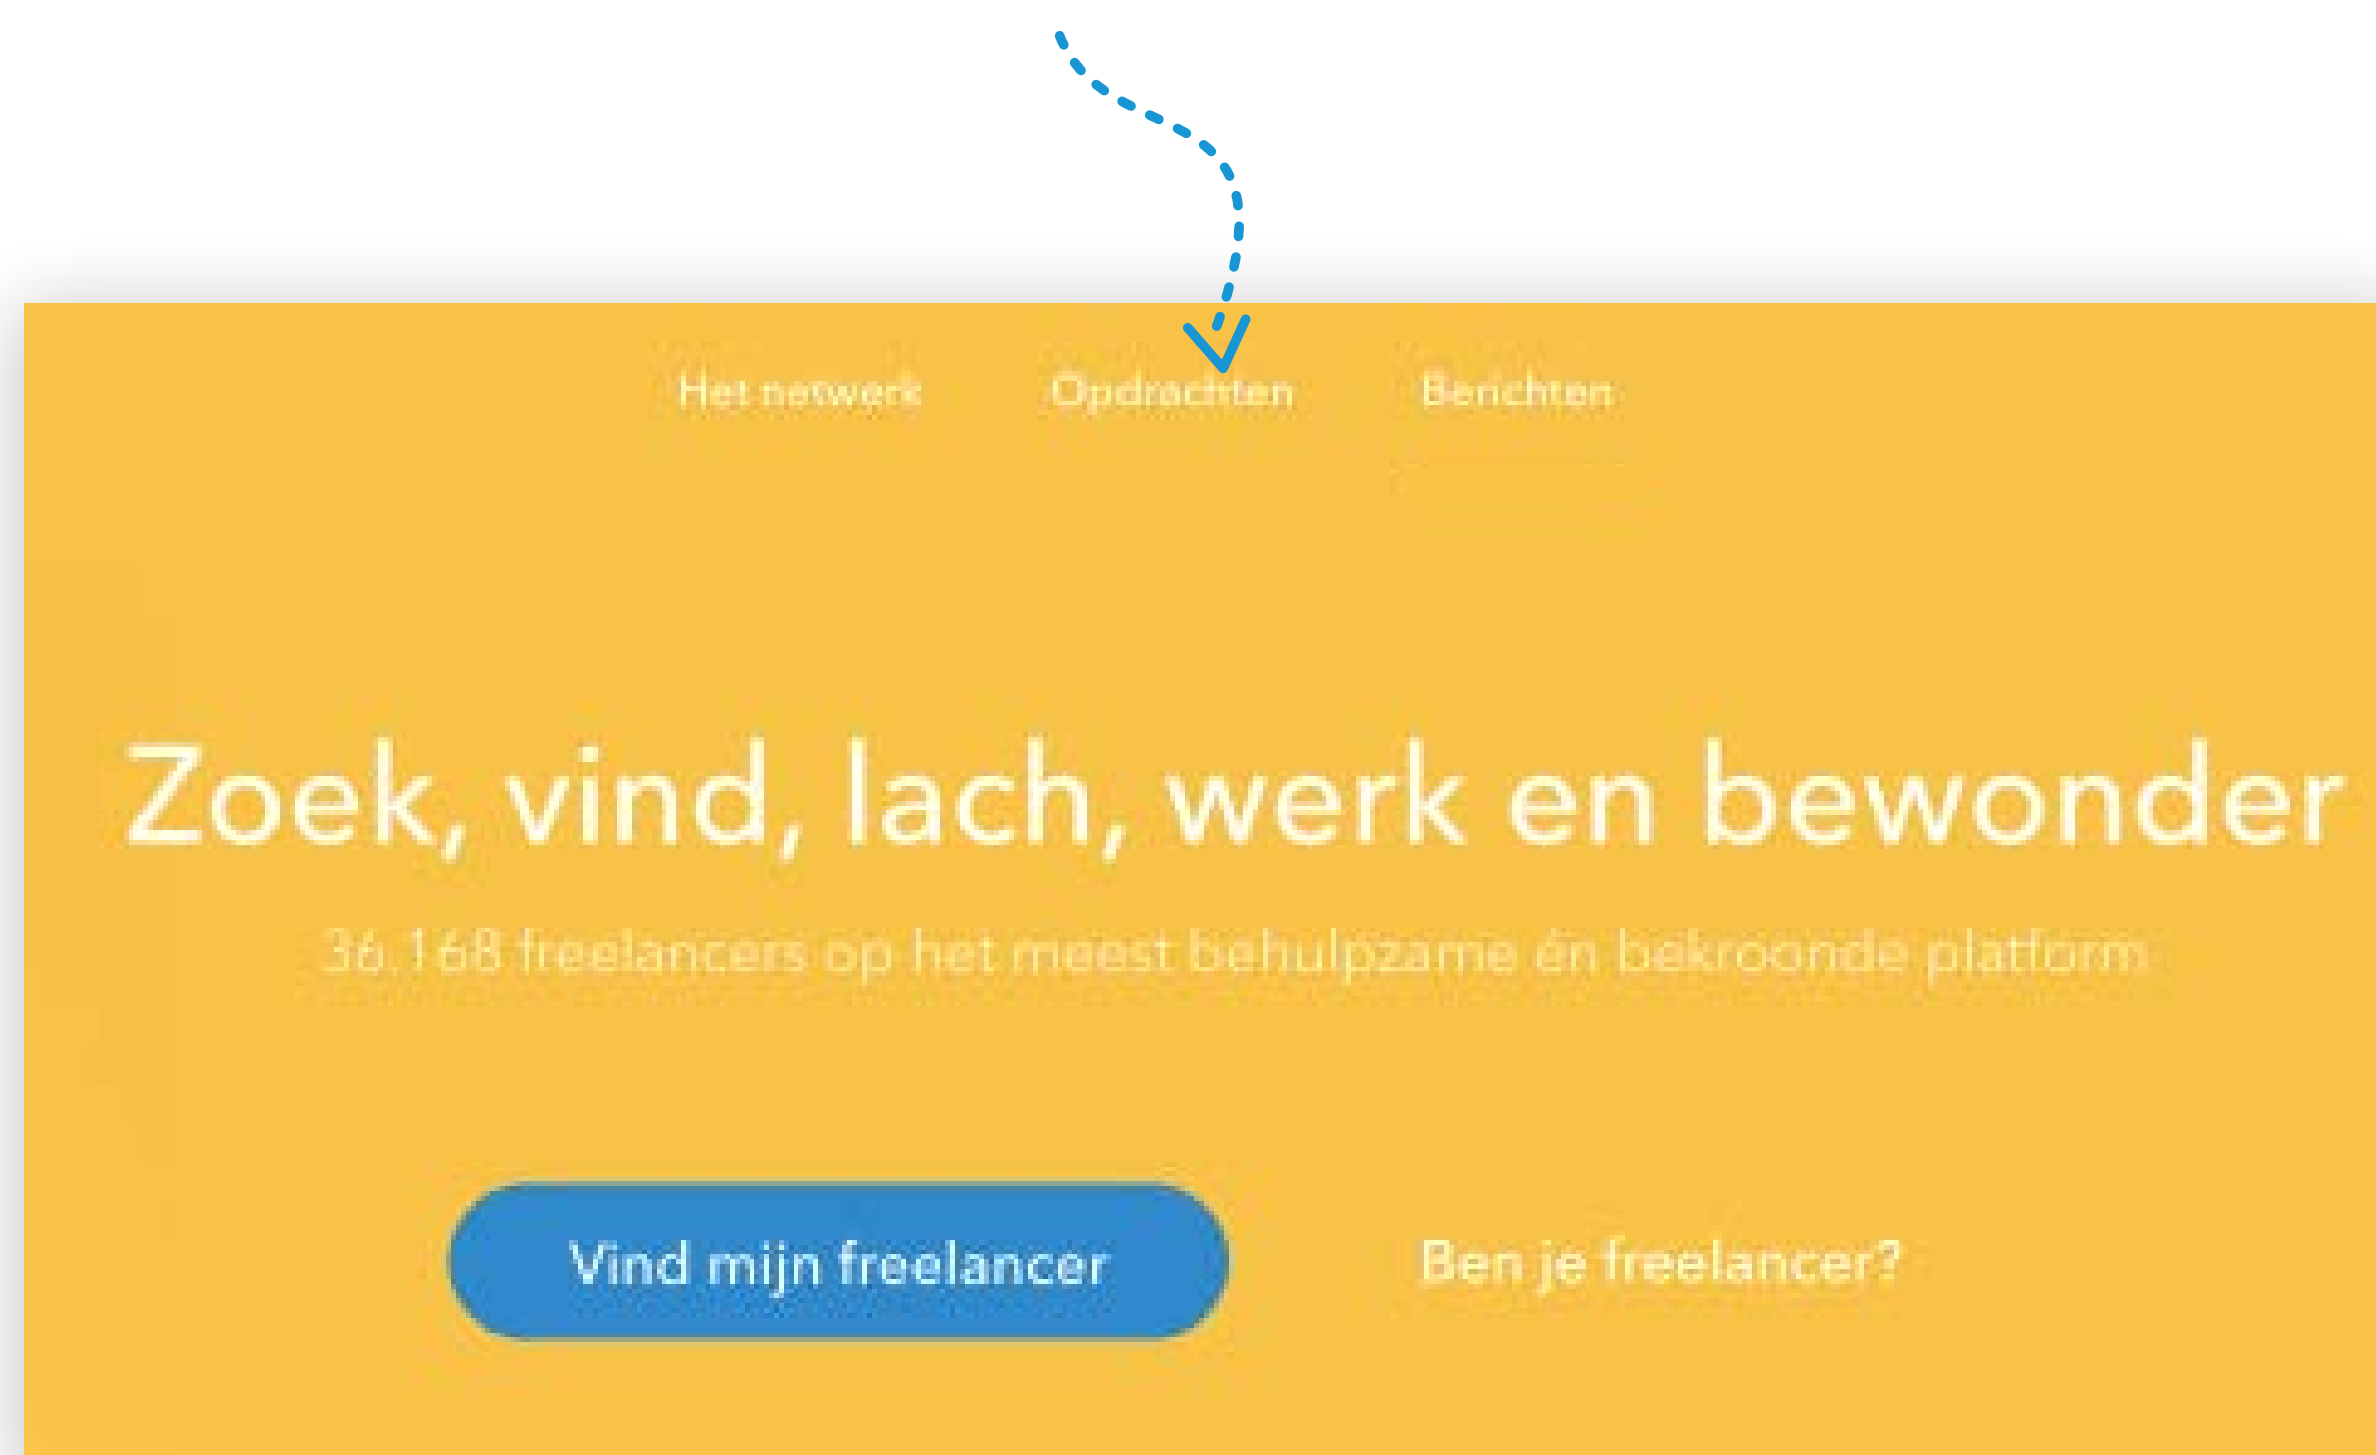 Het netwerk Opdrachten Berichten
Zoek, vind, lach, werk en bewonder
36.168 freelancers op het meest behulpzame én bekroonde platform
Vind mijn freelancer Ben je freelancer?